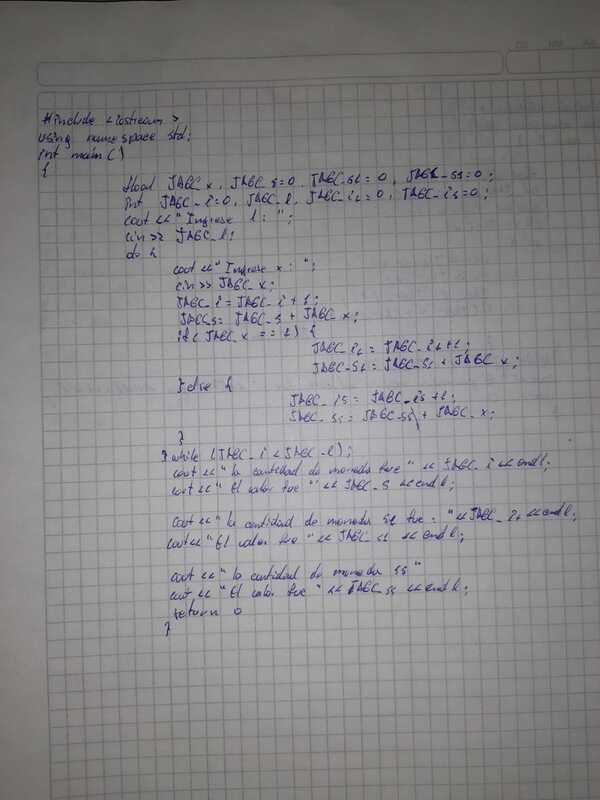 #include <iostream>
using namespace std;
int main()
{
float JABC_x, JABC_s=0, JABC_s1=0, JABC_s5=0;
int JABC_i=0, JABC_l, JABC_i1=0, JABC_i5=0;
cout << "Ingrese l: ";
cin >> JABC_l;
do {
cout << "Ingrese x: ";
cin >> JABC_x;
JABC_i = JABC_i + 1;
JABC_s = JABC_s + JABC_x;
if (JABC_x == 1) {
JABC_i1 = JABC_i1+1;
JABC_s1 = JABC_s1 + JABC_x;
} else {
JABC_i5 = JABC_i5+1;
JABC_s5 = JABC_s5 + JABC_x;
}
} while (JABC_i < JABC_l);
cout << "la cantidad de moneda fue" << JABC_i << endl;
cout << "El valor fue" << JABC_s << endl;
cout << "la cantidad de moneda $1 fue: " << JABC_i1 << endl;
cout << "El valor fue" << JABC_s1 << endl;
cout << "la cantidad de moneda $5"
cout << "El valor fue" << JABC_s5 << endl;
return 0
}